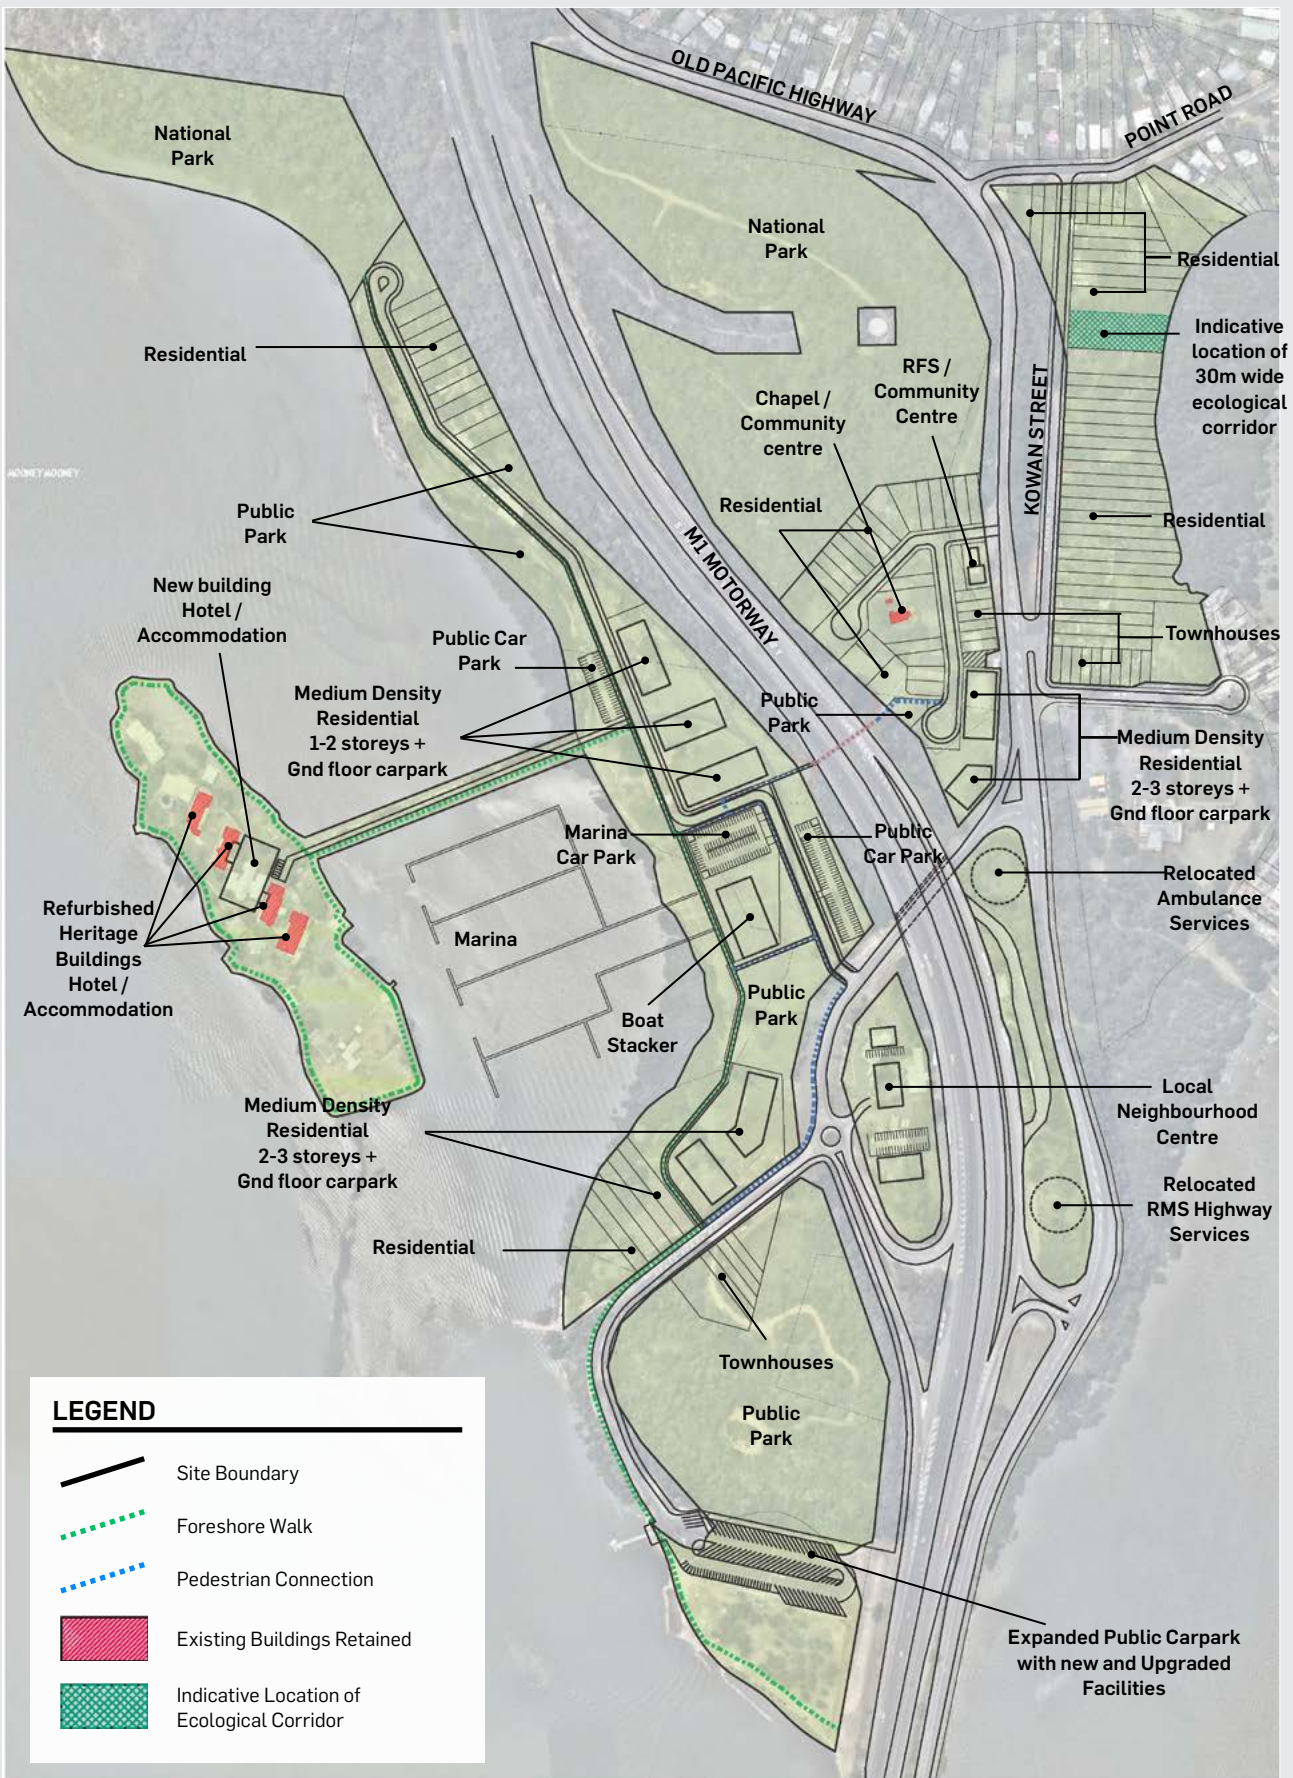 OLD PACIFIC HIGHWAY
POINT ROAD
National
Park
National
Park
Residential
Residential
Indicative
location of
30m wide
ecological
corridor
RFS /
Community
Centre
Chapel /
Community
centre
KOWAN STREET
MOONEY MOONEY
Public
Park
Residential
M1 MOTORWAY
Residential
New building
Hotel /
Accommodation
Public Car
Park
Townhouses
Medium Density
Residential
1-2 storeys +
Gnd floor carpark
Public
Park
Medium Density
Residential
2-3 storeys +
Gnd floor carpark
Marina
Car Park
Public
Car Park
Relocated
Ambulance
Services
Refurbished
Heritage
Buildings
Hotel /
Accommodation
Marina
Boat
Stacker
Public
Park
Medium Density
Residential
2-3 storeys +
Gnd floor carpark
Local
Neighbourhood
Centre
Relocated
RMS Highway
Services
Residential
Townhouses
Public
Park
Expanded Public Carpark
with new and Upgraded
Facilities
LEGEND
Site Boundary
Foreshore Walk
Pedestrian Connection
Existing Buildings Retained
Indicative Location of
Ecological Corridor